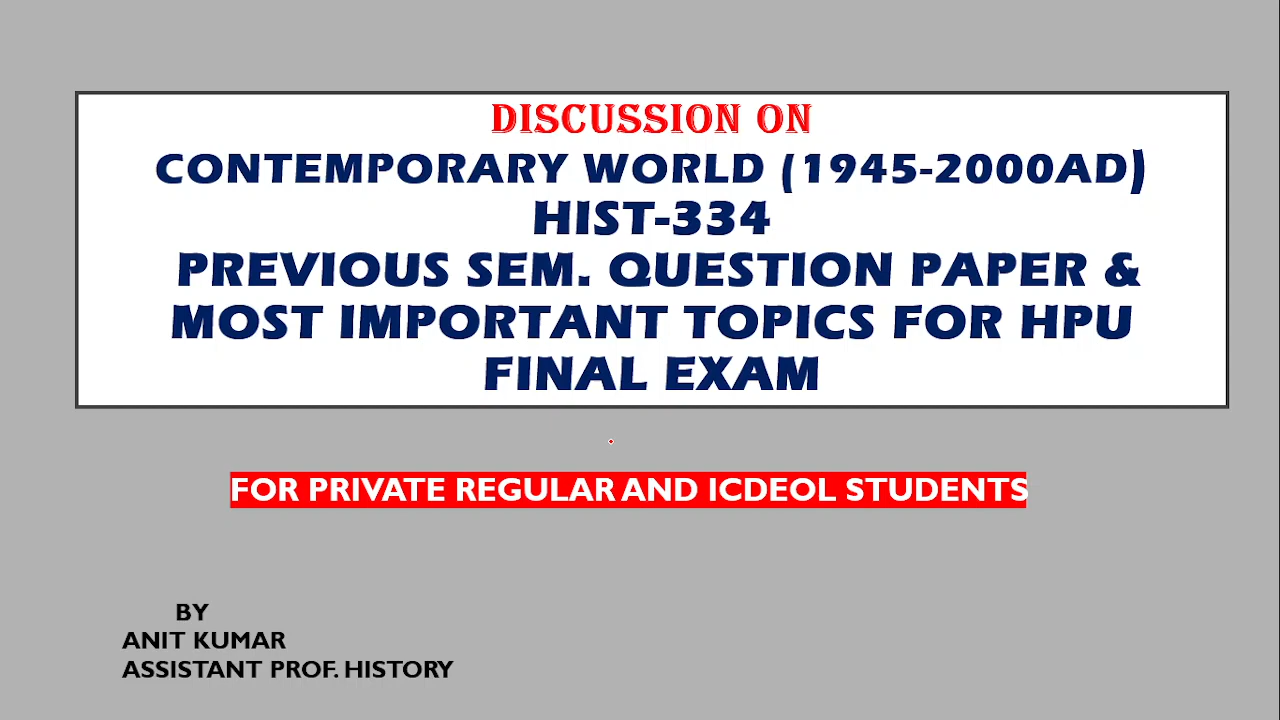 DISCUSSION ON
CONTEMPORARY WORLD (1945-2000AD)
HIST-334
PREVIOUS SEM. QUESTION PAPER &
MOST IMPORTANT TOPICS FOR HPU
FINAL EXAM
FOR PRIVATE REGULAR AND ICDEOL STUDENTS
BY
ANIT KUMAR
ASSISTANT PROF. HISTORY